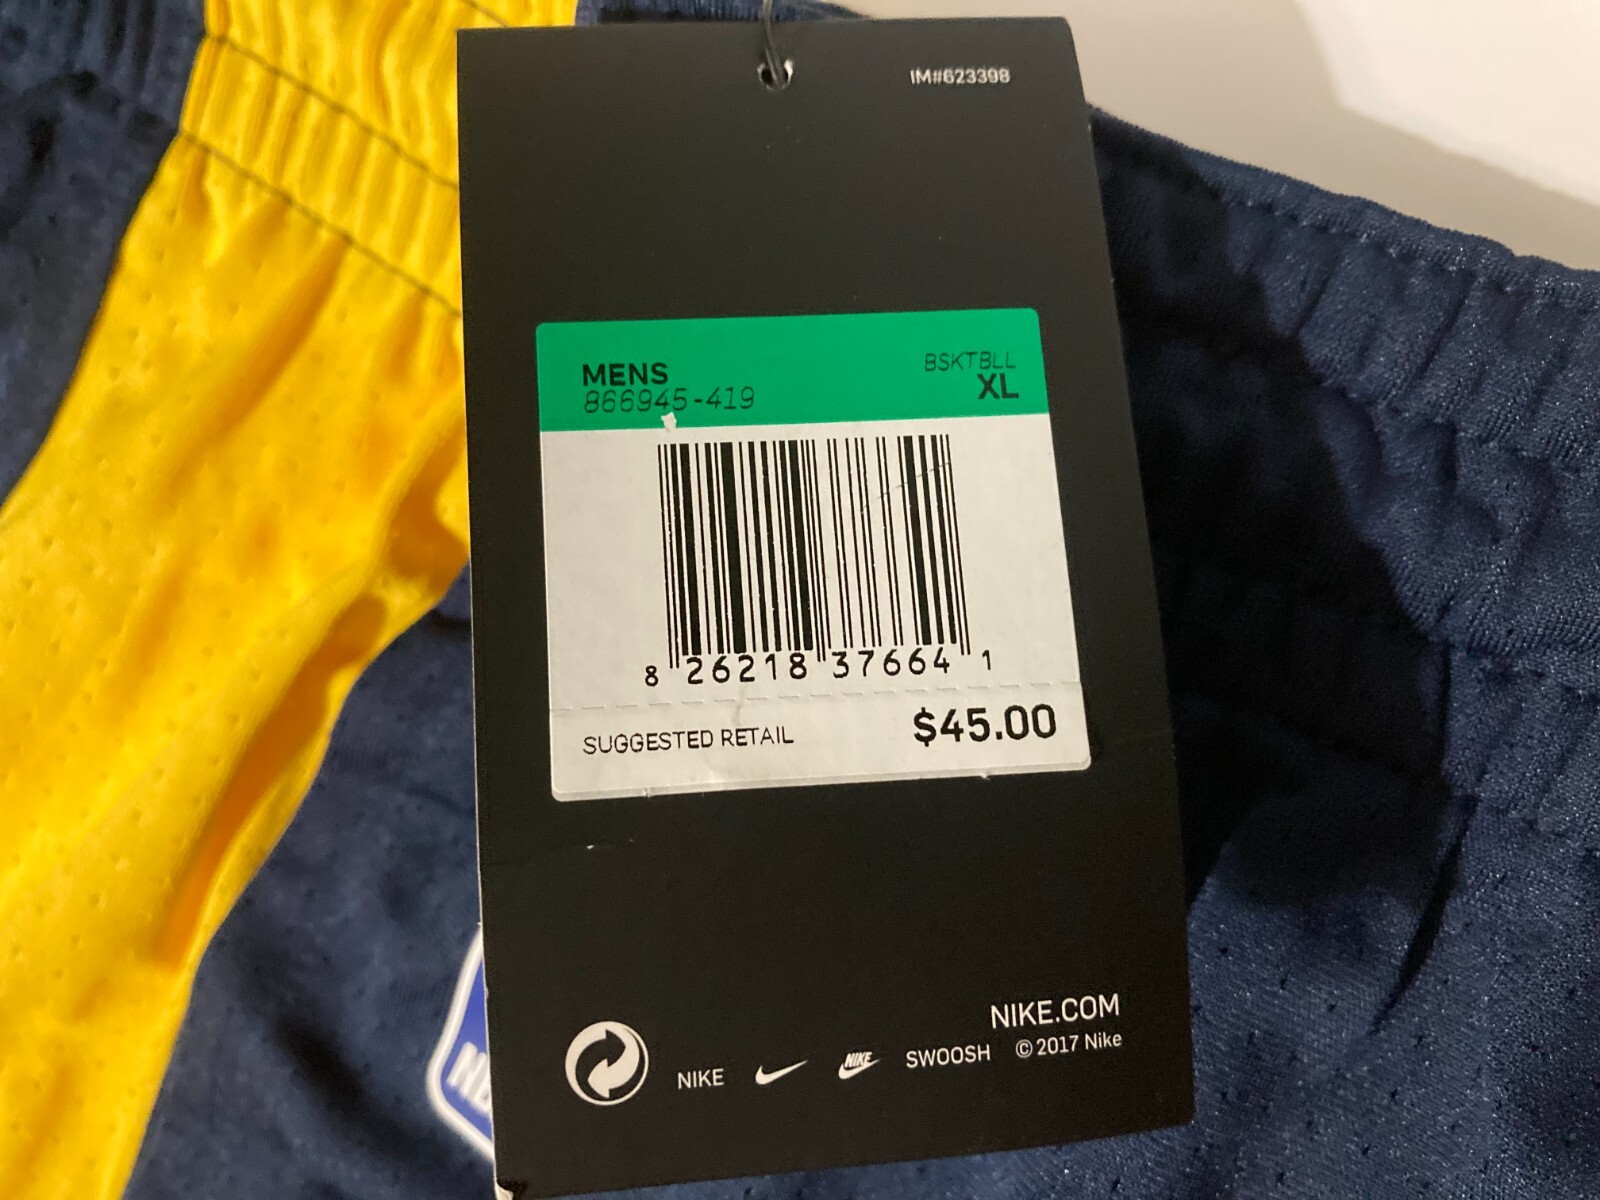 IM#623398
MENS
BSKTBLL
866945-419
XL
8 26218 37664 1
SUGGESTED RETAIL $45.00
NIKE.COM
NIKE NIKE SWOOSH © 2017 Nike